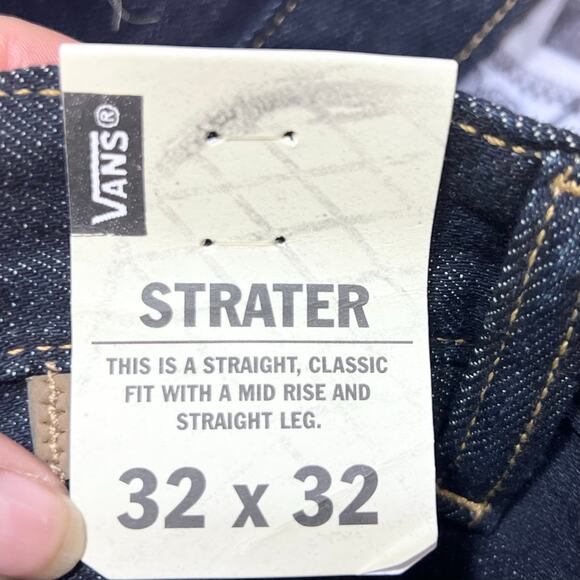 VANS®
STRATER
THIS IS A STRAIGHT, CLASSIC
FIT WITH A MID RISE AND
STRAIGHT LEG.
32 x 32